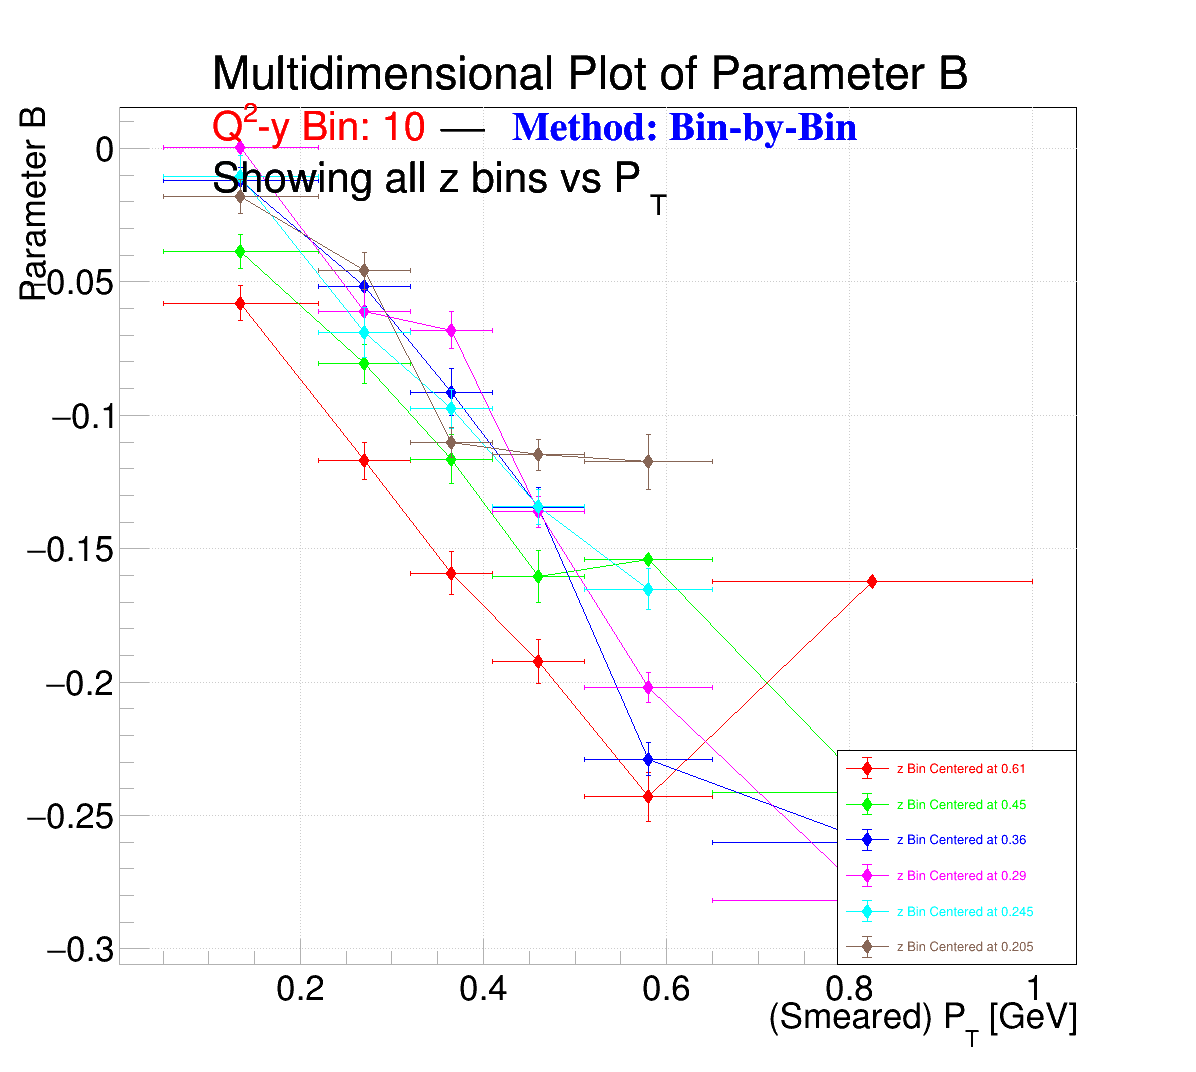 Multidimensional Plot of Parameter B
Q²-y Bin: 10 — Method: Bin-by-Bin
Showing all z bins vs P_T
Parameter B
0
−0.05
−0.1
−0.15
−0.2
−0.25
−0.3
z Bin Centered at 0.61
z Bin Centered at 0.45
z Bin Centered at 0.36
z Bin Centered at 0.29
z Bin Centered at 0.245
z Bin Centered at 0.205
0.2 0.4 0.6 0.8 1
(Smeared) P_T [GeV]